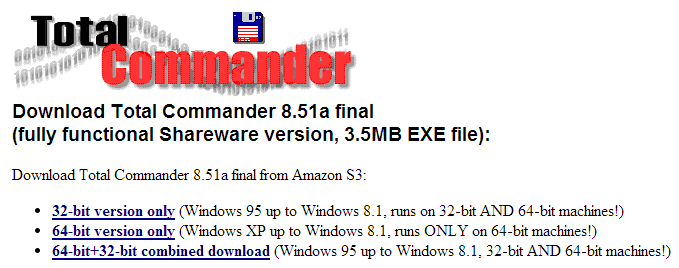 Total
Commander
Download Total Commander 8.51a final
(fully functional Shareware version, 3.5MB EXE file):
Download Total Commander 8.51a final from Amazon S3:
• 32-bit version only (Windows 95 up to Windows 8.1, runs on 32-bit AND 64-bit machines!)
• 64-bit version only (Windows XP up to Windows 8.1, runs ONLY on 64-bit machines!)
• 64-bit+32-bit combined download (Windows 95 up to Windows 8.1, 32-bit AND 64-bit machines!)